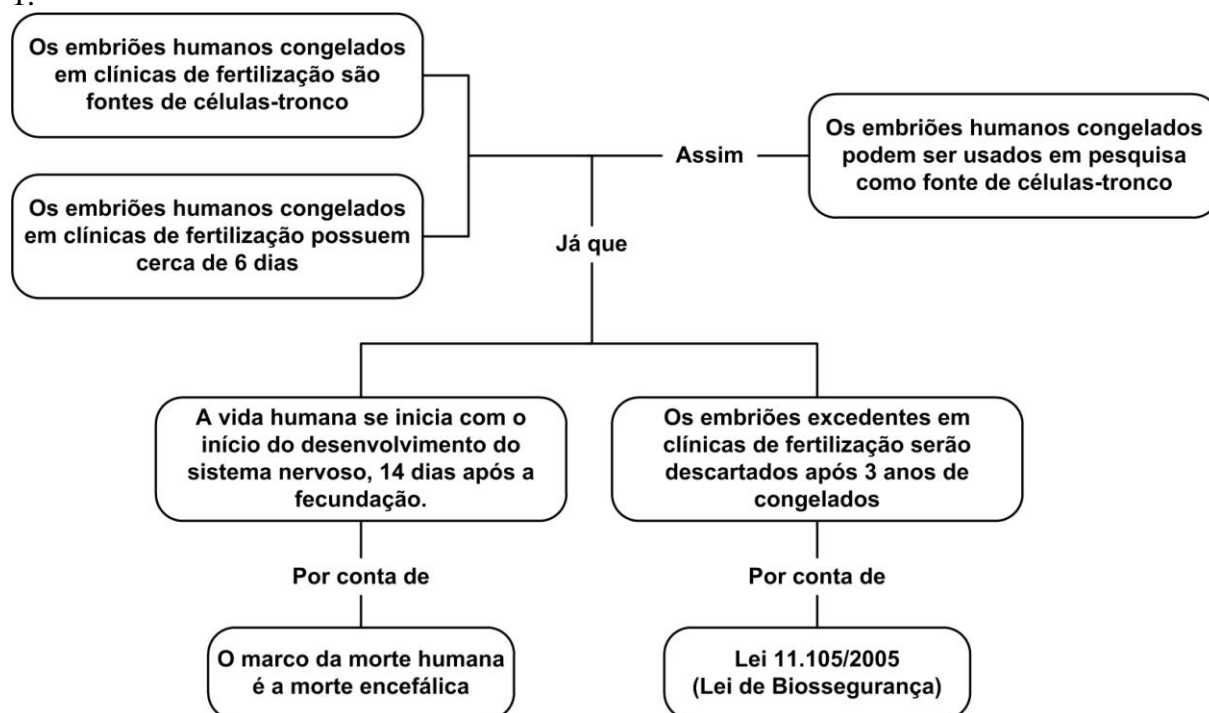 1.
Os embriões humanos congelados
em clínicas de fertilização são
fontes de células-tronco
Assim
Os embriões humanos congelados
podem ser usados em pesquisa
como fonte de células-tronco
Os embriões humanos congelados
em clínicas de fertilização possuem
cerca de 6 dias
Já que
A vida humana se inicia com o
início do desenvolvimento do
sistema nervoso, 14 dias após a
fecundação.
Os embriões excedentes em
clínicas de fertilização serão
descartados após 3 anos de
congelados
Por conta de
Por conta de
O marco da morte humana
é a morte encefálica
Lei 11.105/2005
(Lei de Biossegurança)